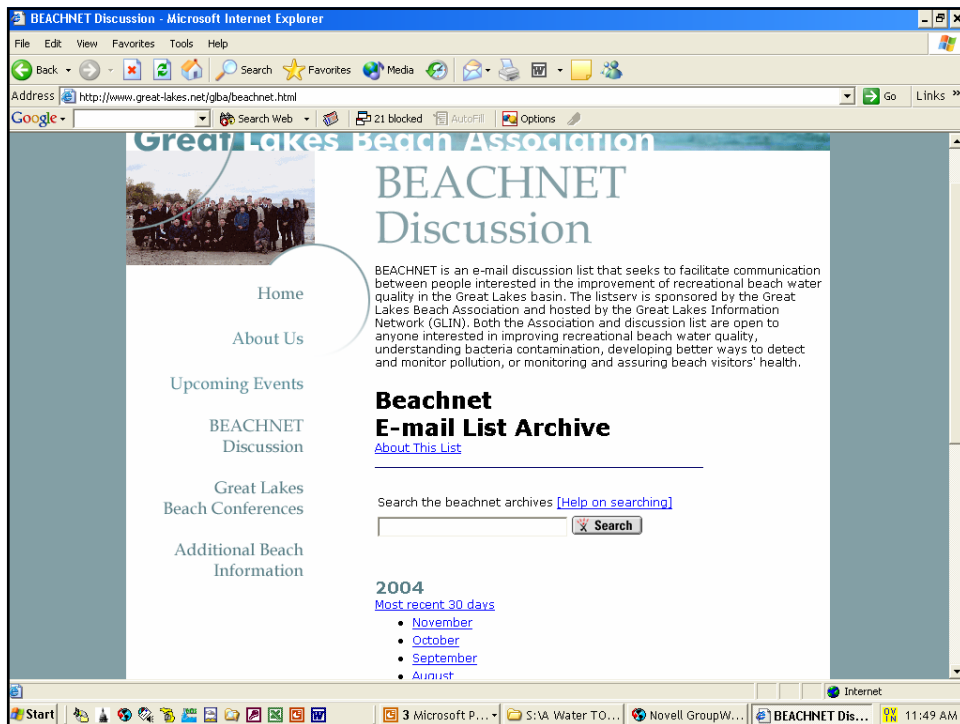 BEACHNET Discussion - Microsoft Internet Explorer
File Edit View Favorites Tools Help
Back Search Favorites Media
Address http://www.great-lakes.net/glba/beachnet.html Go Links »
Google Search Web 21 blocked AutoFill Options
Great Lakes Beach Association
BEACHNET
Discussion
BEACHNET is an e-mail discussion list that seeks to facilitate communication
between people interested in the improvement of recreational beach water
quality in the Great Lakes basin. The listserv is sponsored by the Great
Lakes Beach Association and hosted by the Great Lakes Information
Network (GLIN). Both the Association and discussion list are open to
anyone interested in improving recreational beach water quality,
understanding bacteria contamination, developing better ways to detect
and monitor pollution, or monitoring and assuring beach visitors' health.
Home
About Us
Upcoming Events
BEACHNET
Discussion
Great Lakes
Beach Conferences
Additional Beach
Information
Beachnet
E-mail List Archive
About This List
Search the beachnet archives [Help on searching]
Search
2004
Most recent 30 days
• November
• October
• September
• August
Internet
Start 3 Microsoft P... S:\A Water TO... Novell GroupW... BEACHNET Dis... 11:49 AM